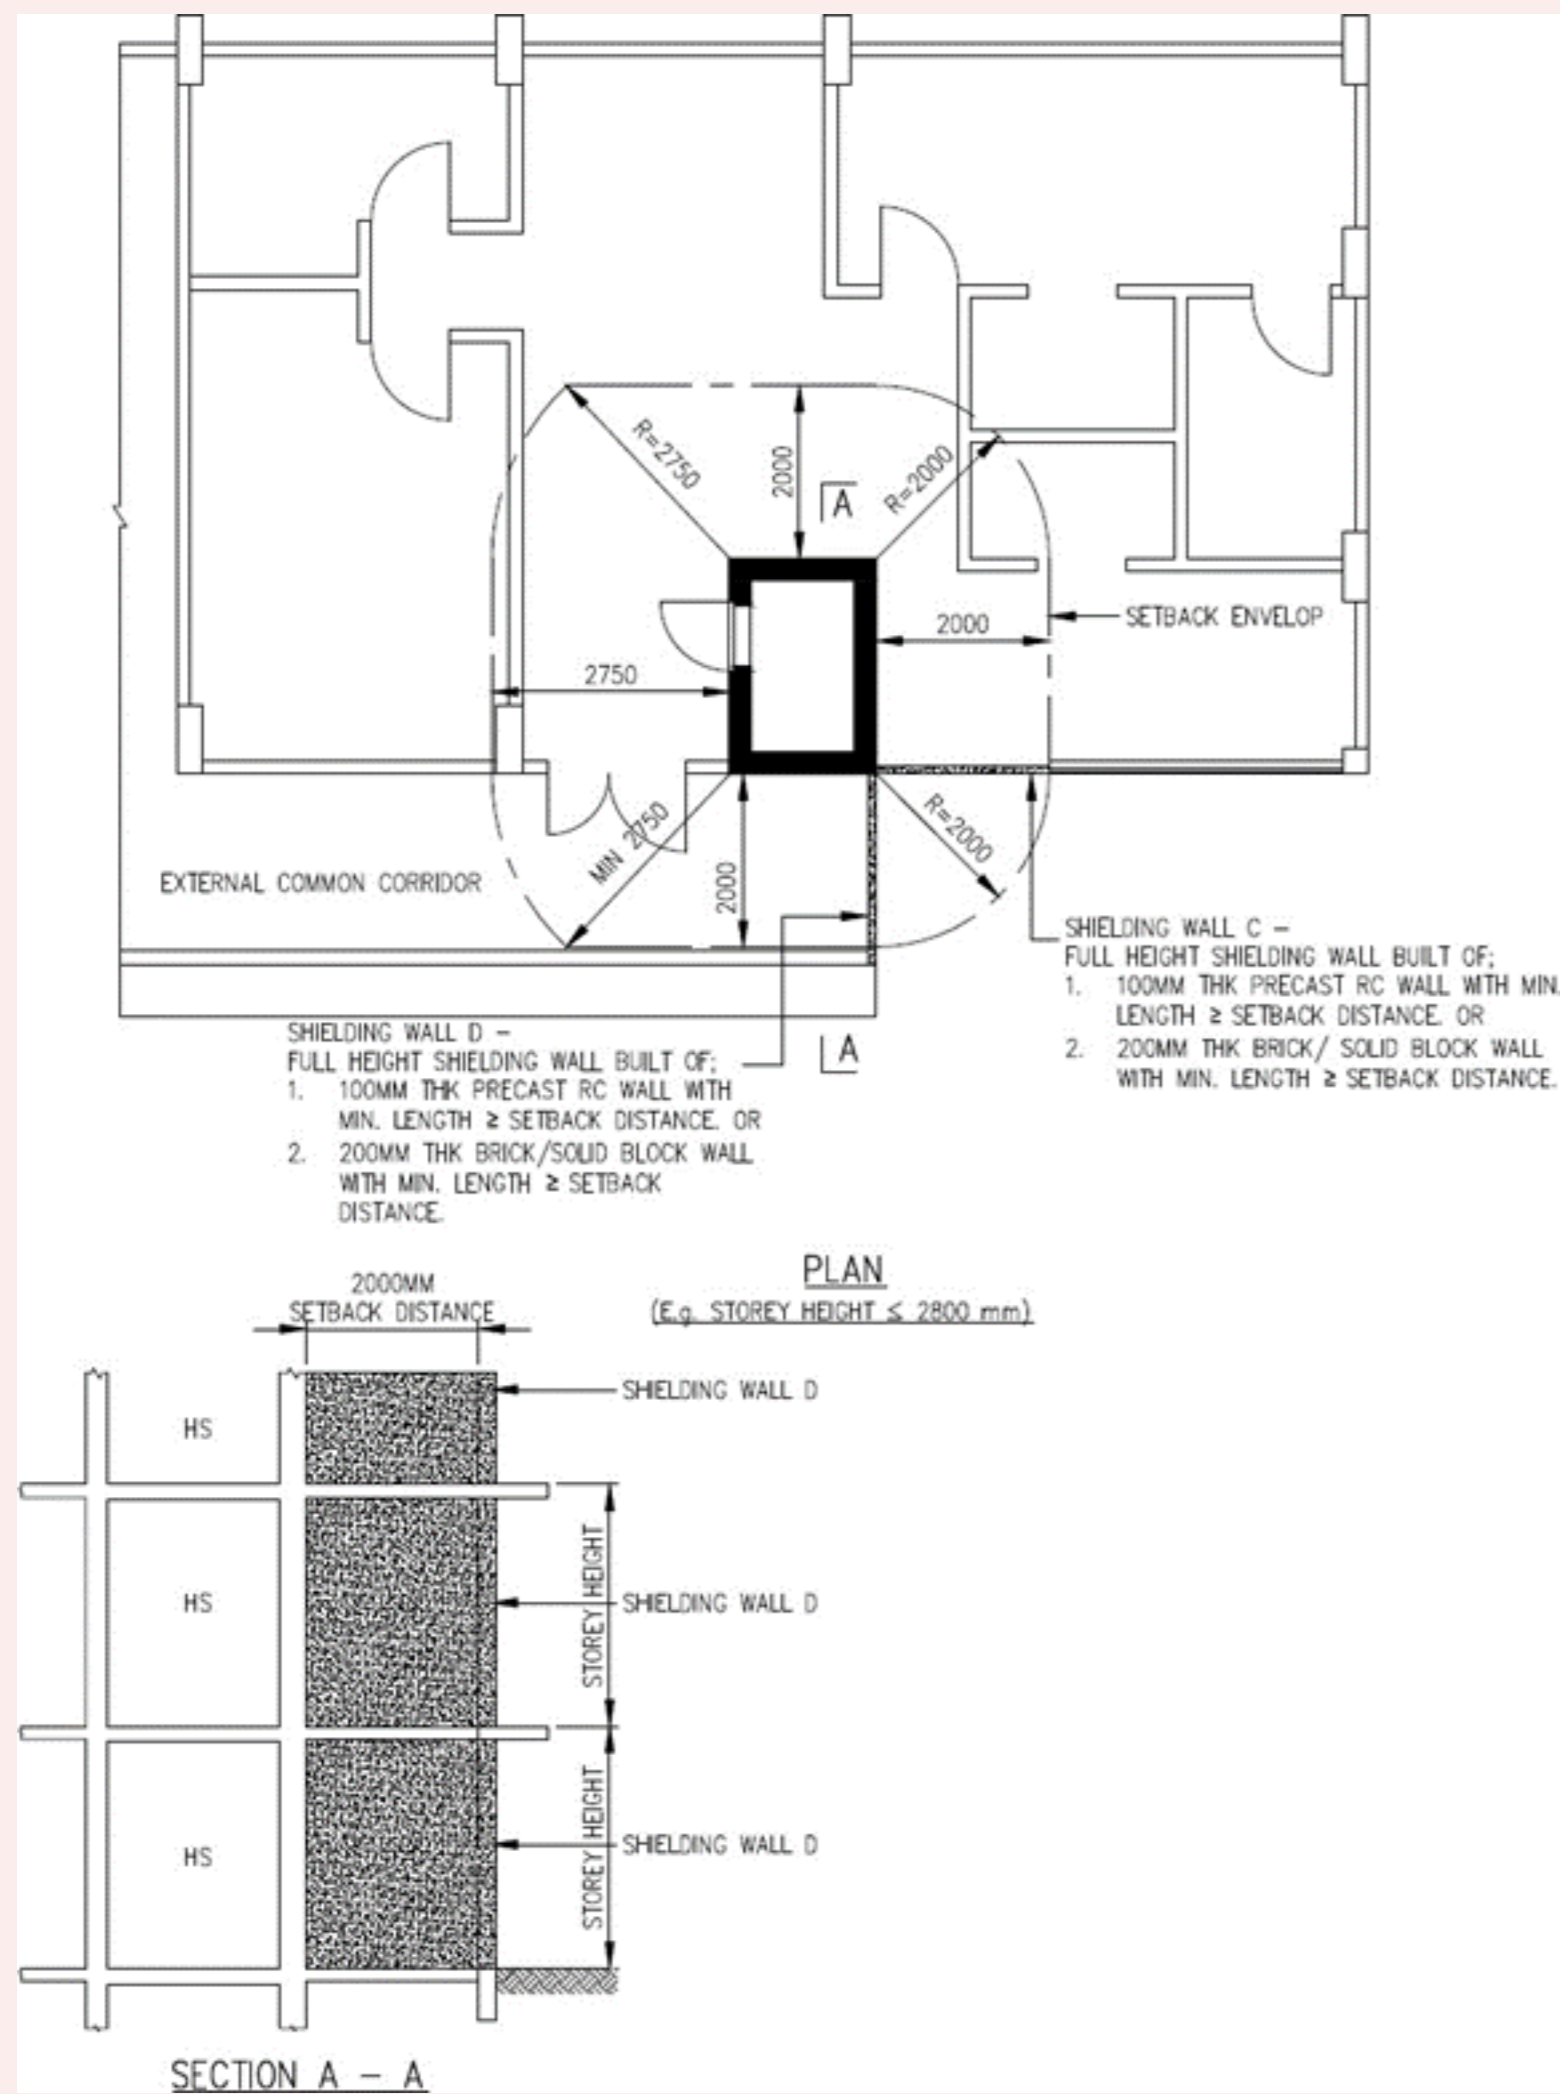 R=2750
2000
A
R=2000
2000
SETBACK ENVELOP
2750
MIN 2750
2000
R=2000
EXTERNAL COMMON CORRIDOR
SHIELDING WALL C –
FULL HEIGHT SHIELDING WALL BUILT OF;
1. 100MM THK PRECAST RC WALL WITH MIN.
LENGTH ≥ SETBACK DISTANCE. OR
2. 200MM THK BRICK/ SOLID BLOCK WALL
WITH MIN. LENGTH ≥ SETBACK DISTANCE.
A
SHIELDING WALL D –
FULL HEIGHT SHIELDING WALL BUILT OF;
1. 100MM THK PRECAST RC WALL WITH
MIN. LENGTH ≥ SETBACK DISTANCE. OR
2. 200MM THK BRICK/SOLID BLOCK WALL
WITH MIN. LENGTH ≥ SETBACK
DISTANCE.
PLAN
(E.g. STOREY HEIGHT ≤ 2800 mm)
2000MM
SETBACK DISTANCE
SHIELDING WALL D
HS
STOREY HEIGHT
HS
SHIELDING WALL D
STOREY HEIGHT
HS
SHIELDING WALL D
SECTION A – A